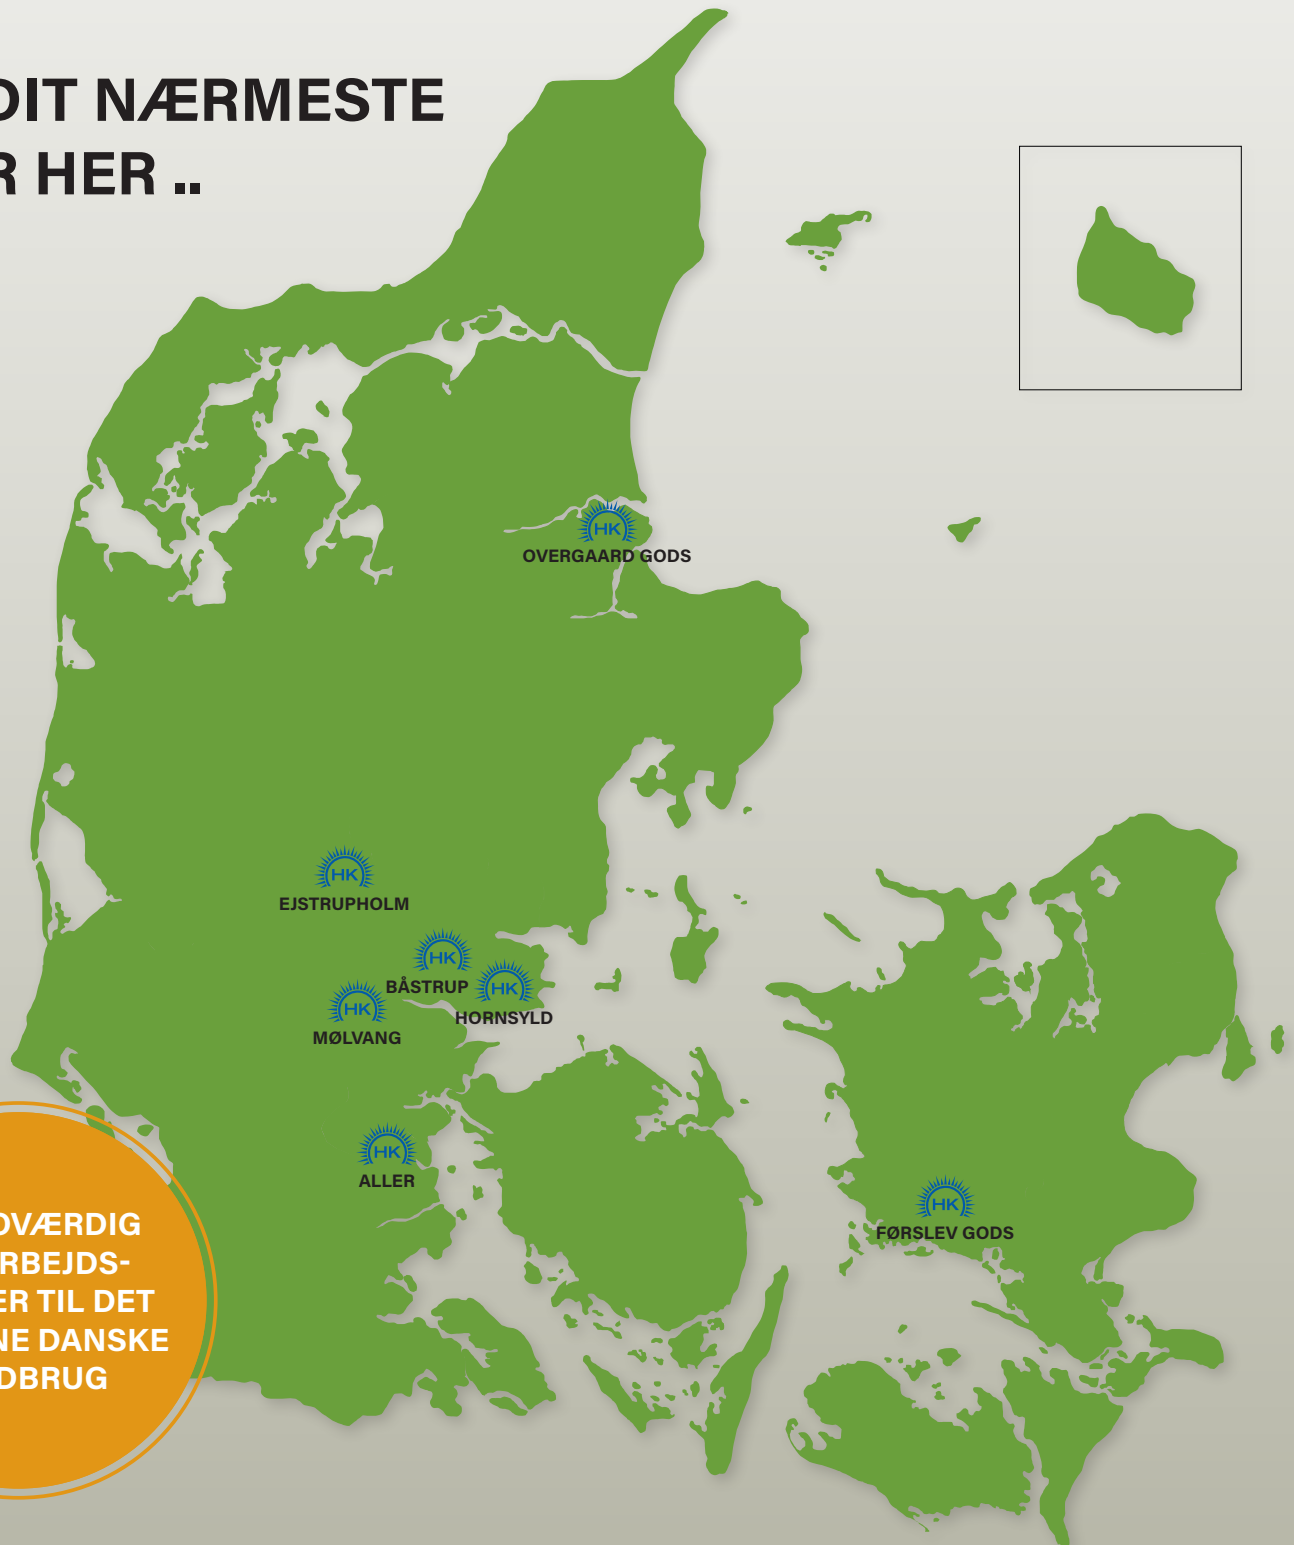 DIT NÆRMESTE
R HER ..
HK
OVERGAARD GODS
HK
EJSTRUPHOLM
HK
BÅSTRUP
HK
HORNSYLD
HK
MØLVANG
HK
ALLER
HK
FØRSLEV GODS
DVÆRDIG
RBEJDS-
ER TIL DET
NE DANSKE
DBRUG